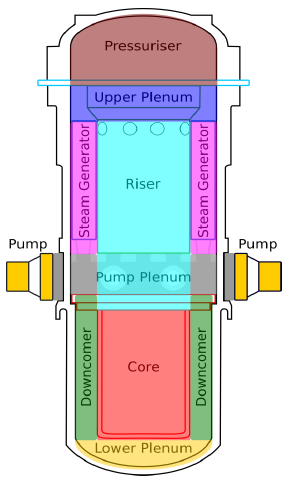 Pressuriser
Upper Plenum
Steam Generator
Riser
Steam Generator
Pump
Pump
Pump Plenum
Downcomer
Core
Downcomer
Lower Plenum